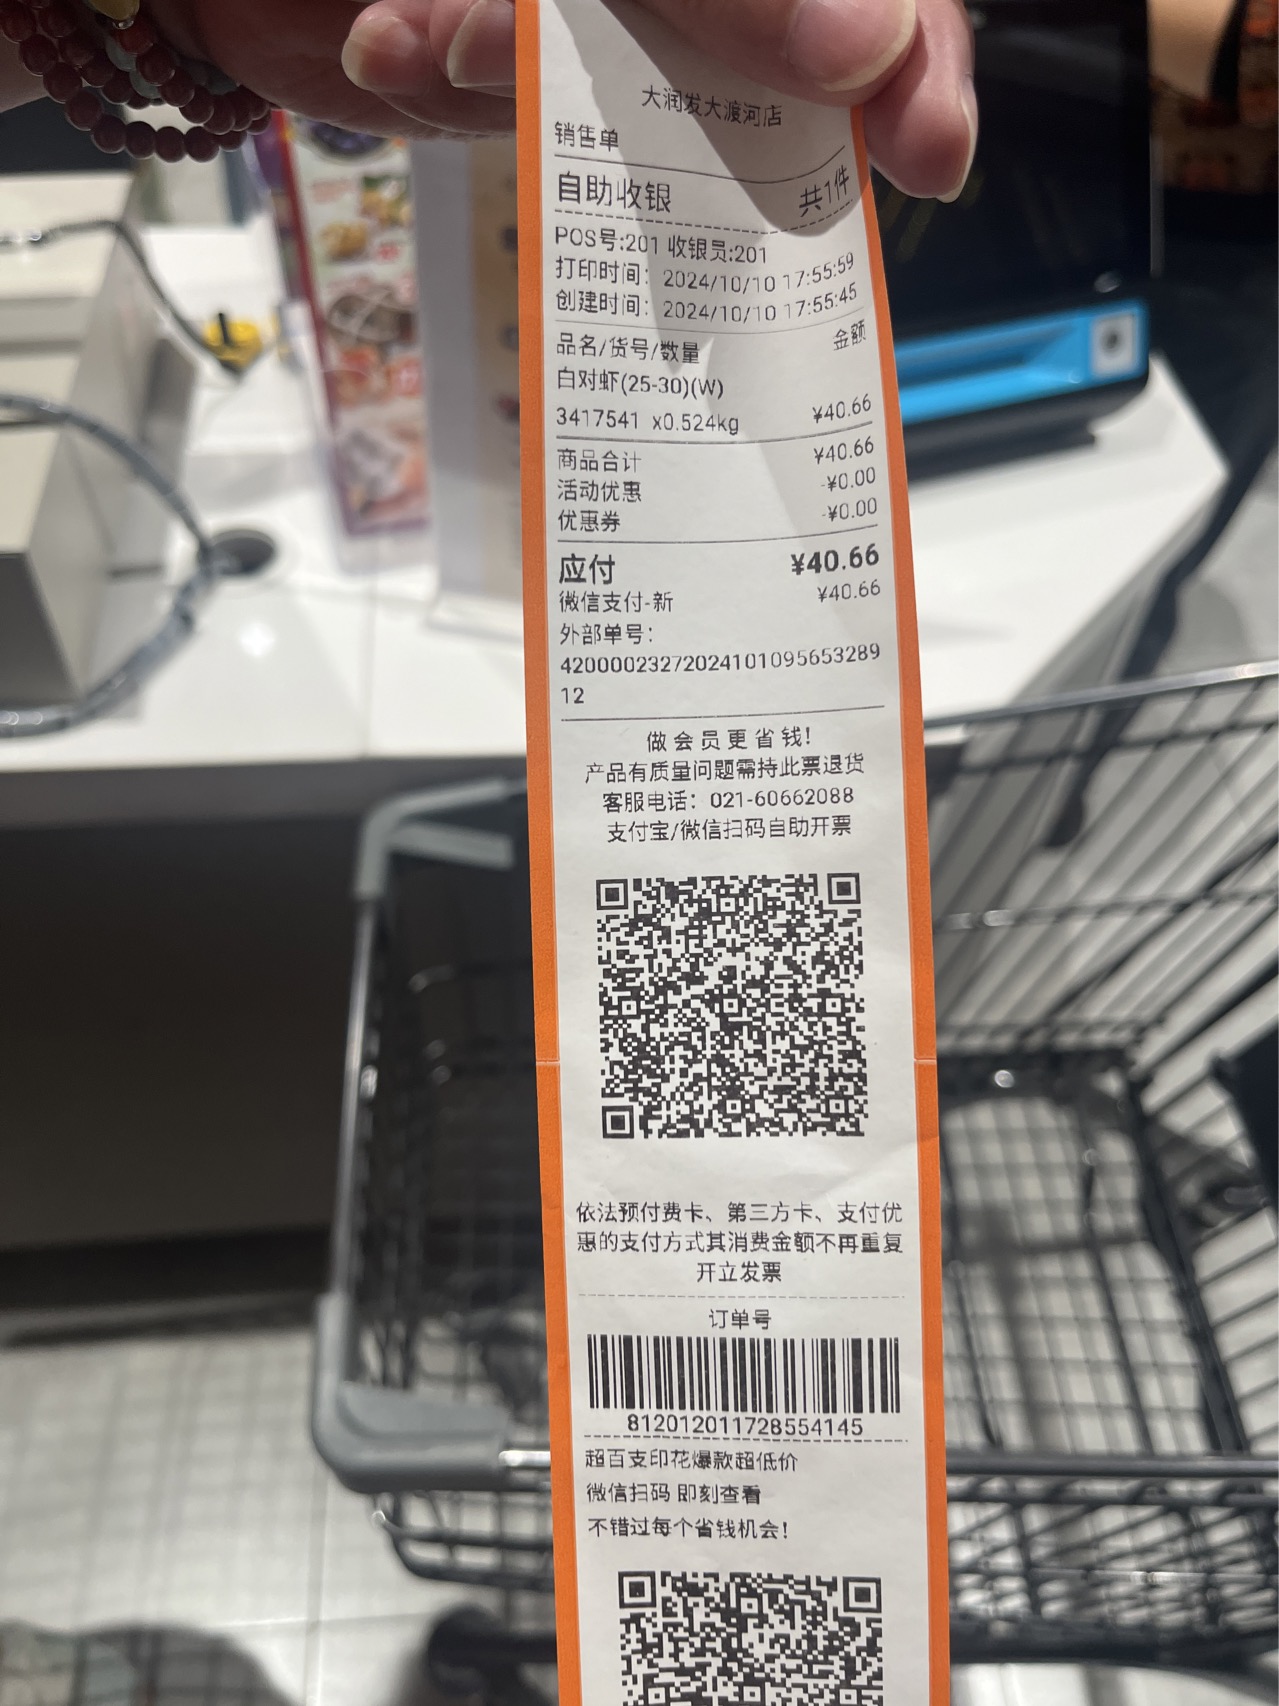 大润发大渡河店
销售单
自助收银 共1件
POS号:201 收银员:201
打印时间: 2024/10/10 17:55:59
创建时间: 2024/10/10 17:55:45
品名/货号/数量 金额
白对虾(25-30)(W)
3417541 x0.524kg ¥40.66
商品合计 ¥40.66
活动优惠 -¥0.00
优惠券 -¥0.00
应付 ¥40.66
微信支付-新 ¥40.66
外部单号:
42000023272024101095653289
12
做会员更省钱!
产品有质量问题需持此票退货
客服电话: 021-60662088
支付宝/微信扫码自助开票
依法预付费卡、第三方卡、支付优
惠的支付方式其消费金额不再重复
开立发票
订单号
812012011728554145
超百支印花爆款超低价
微信扫码 即刻查看
不错过每个省钱机会!